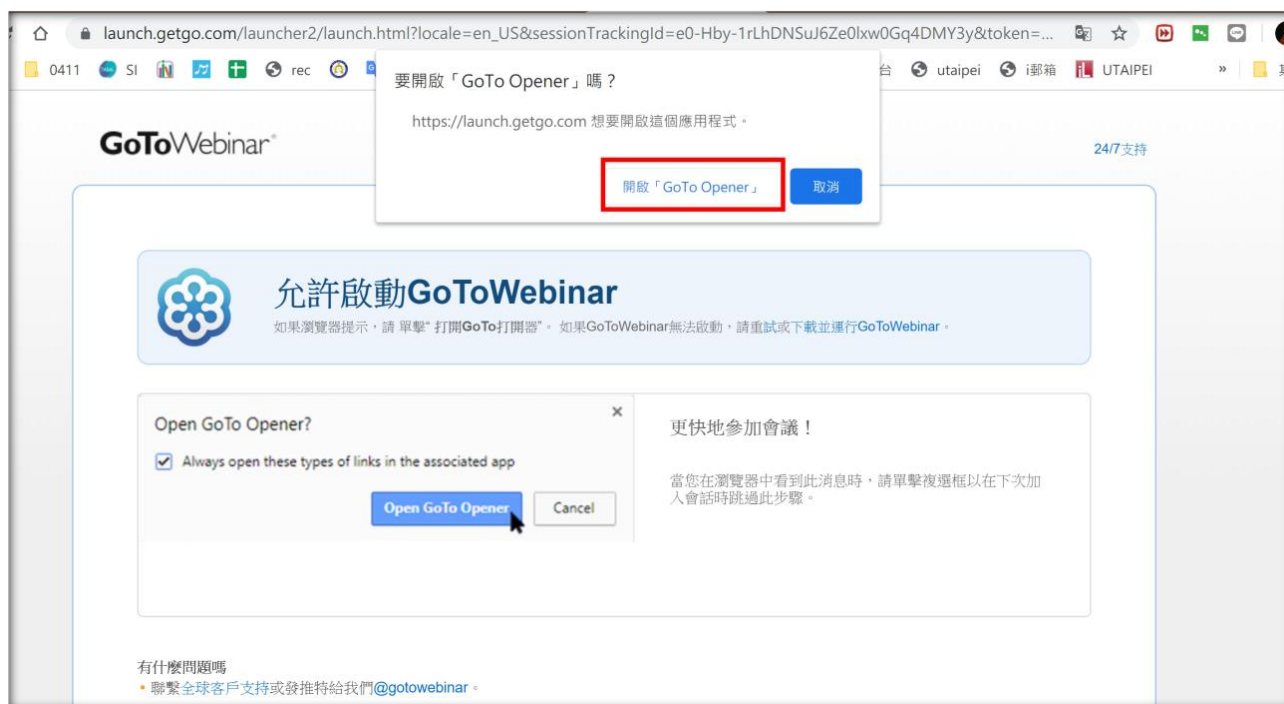 launch.getgo.com/launcher2/launch.html?locale=en_US&sessionTrackingId=e0-Hby-1rLhDNSuJ6Ze0lxw0Gq4DMY3y&token=...
0411 SI rec 台 utaipei i郵箱 UTAIPEI »
要開啟「GoTo Opener」嗎？
https://launch.getgo.com 想要開啟這個應用程式。
開啟「GoTo Opener」 取消
GoToWebinar
24/7支持
允許啟動GoToWebinar
如果瀏覽器提示，請 單擊“ 打開GoTo打開器”。 如果GoToWebinar無法啟動，請重試或下載並運行GoToWebinar。
Open GoTo Opener?
Always open these types of links in the associated app
Open GoTo Opener Cancel
更快地參加會議！
當您在瀏覽器中看到此消息時，請單擊複選框以在下次加
入會話時跳過此步驟。
有什麼問題嗎
• 聯繫全球客戶支持或發推特給我們@gotowebinar。